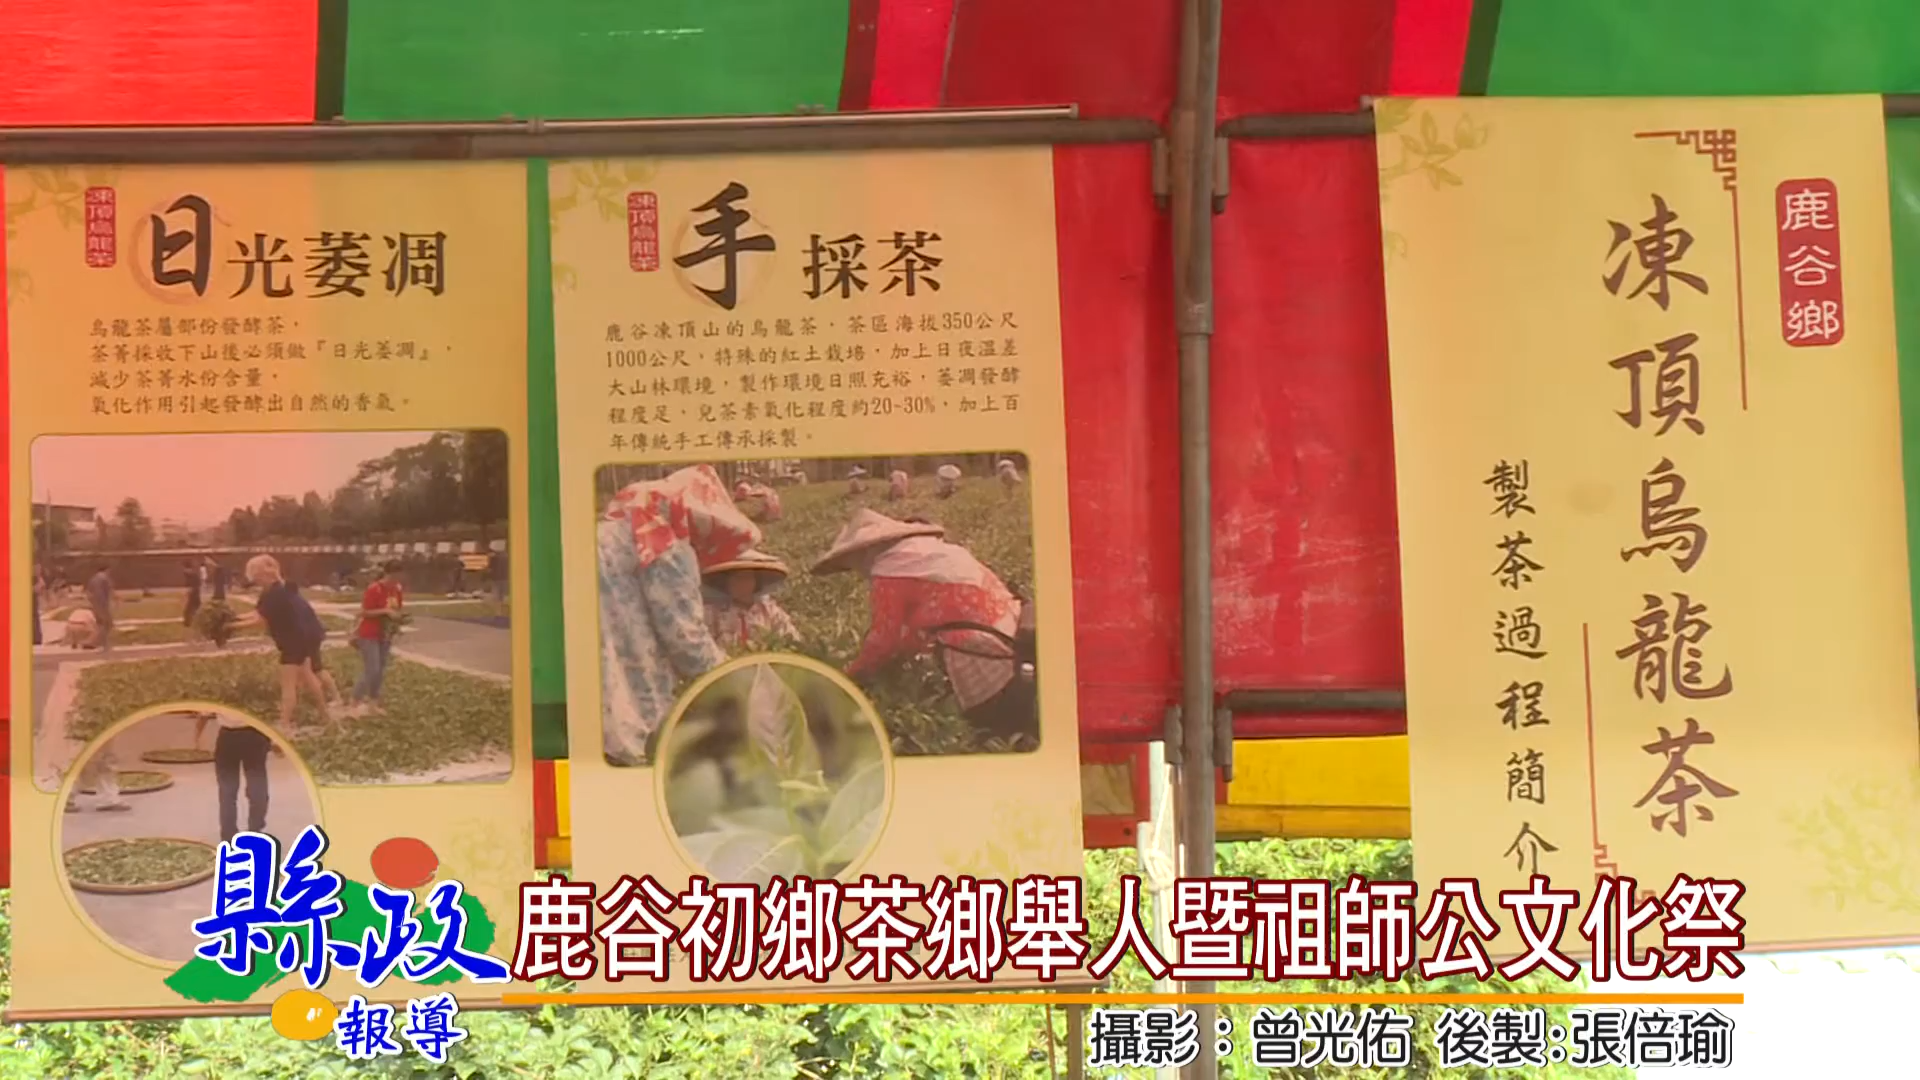 凍頂烏龍茶
日光萎凋
烏龍茶屬部份發酵茶，
茶菁採收下山後必須做『日光萎凋』，
減少茶菁水份含量，
氧化作用引起發酵出自然的香氣。
凍頂烏龍茶
手採茶
鹿谷凍頂山的烏龍茶，茶區海拔350公尺
1000公尺，特殊的紅土栽培，加上日夜溫差
大山林環境，製作環境日照充裕，萎凋發酵
程度足，兒茶素氧化程度約20~30%，加上百
年傳統手工傳承採製。
鹿谷鄉
凍頂烏龍茶
製茶過程簡介
縣政
報導
鹿谷初鄉茶鄉舉人暨祖師公文化祭
攝影：曾光佑 後製:張倍瑜